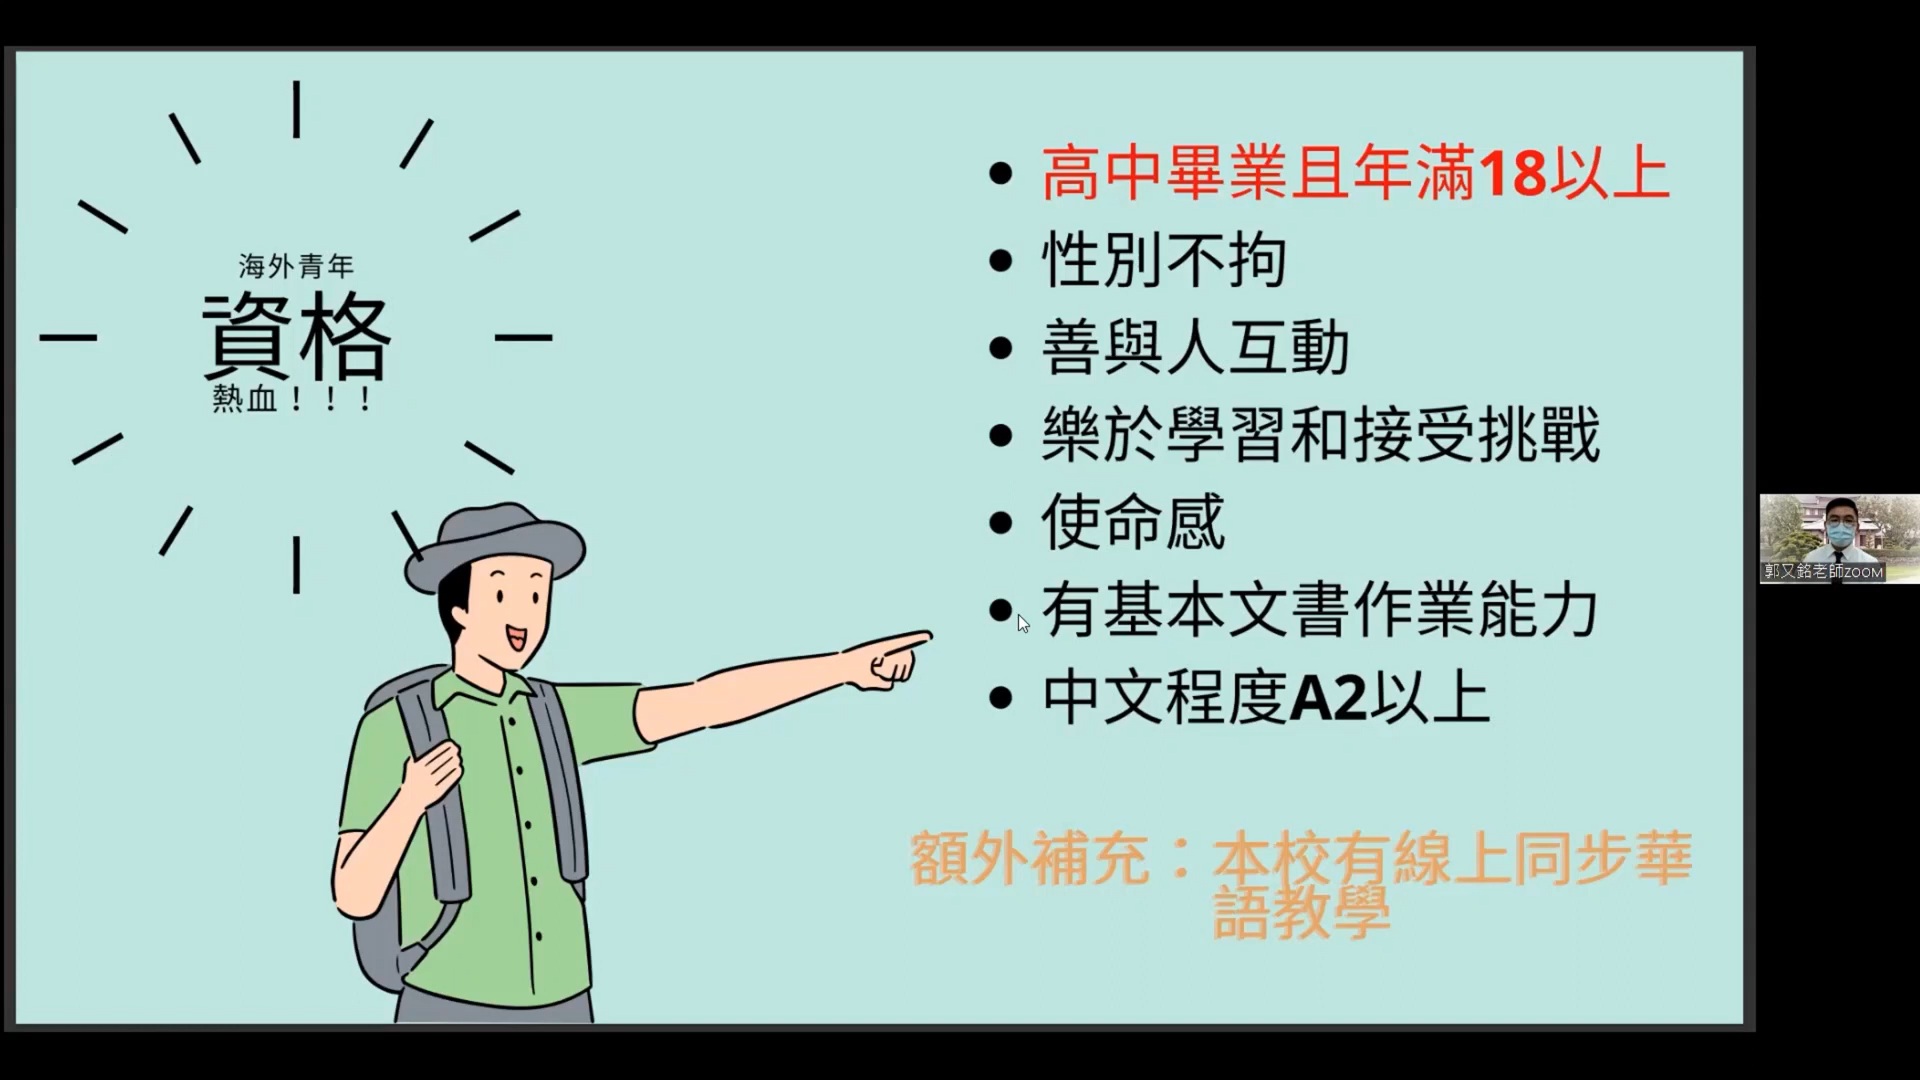 海外青年
資格
熱血！！！
• 高中畢業且年滿18以上
• 性別不拘
• 善與人互動
• 樂於學習和接受挑戰
• 使命感
• 有基本文書作業能力
• 中文程度A2以上
額外補充：本校有線上同步華
語教學
郭又銘老師ZOOM